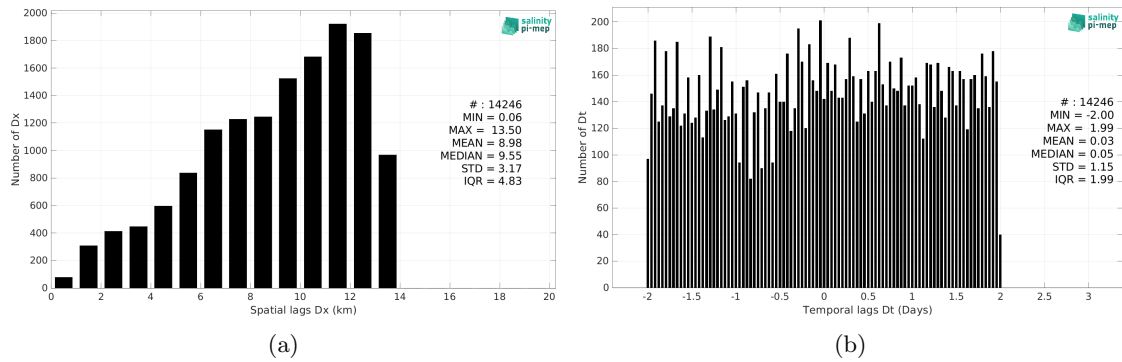 2000
1800
1600
1400
1200
1000
800
600
400
200
0
Number of Dx
0 2 4 6 8 10 12 14 16 18 20
Spatial lags Dx (km)
salinity
pi-mep
# : 14246
MIN = 0.06
MAX = 13.50
MEAN = 8.98
MEDIAN = 9.55
STD = 3.17
IQR = 4.83
(a)
200
180
160
140
120
100
80
60
40
20
0
Number of Dt
-2 -1.5 -1 -0.5 0 0.5 1 1.5 2 2.5 3
Temporal lags Dt (Days)
salinity
pi-mep
# : 14246
MIN = -2.00
MAX = 1.99
MEAN = 0.03
MEDIAN = 0.05
STD = 1.15
IQR = 1.99
(b)